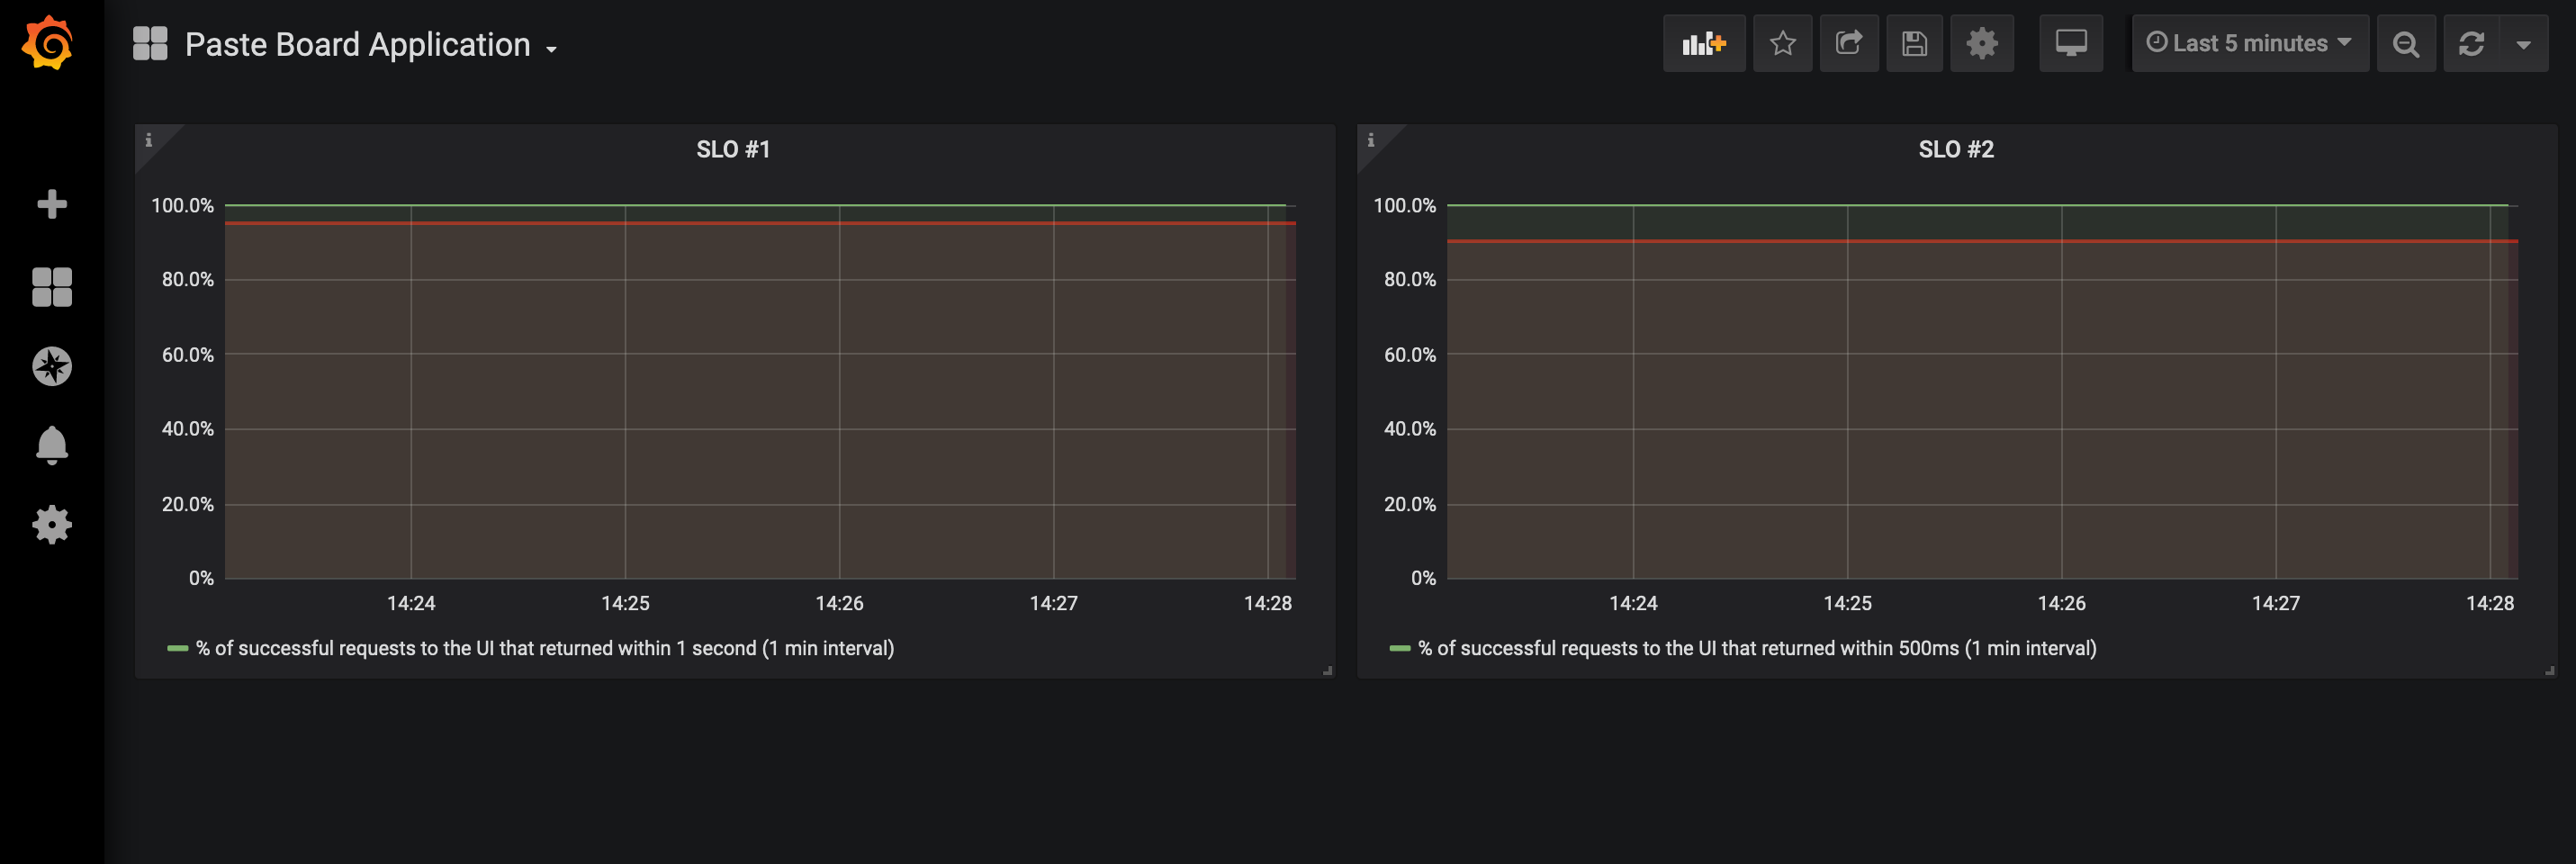 Paste Board Application
Last 5 minutes
SLO #1
100.0%
80.0%
60.0%
40.0%
20.0%
0%
14:24 14:25 14:26 14:27 14:28
% of successful requests to the UI that returned within 1 second (1 min interval)
SLO #2
100.0%
80.0%
60.0%
40.0%
20.0%
0%
14:24 14:25 14:26 14:27 14:28
% of successful requests to the UI that returned within 500ms (1 min interval)